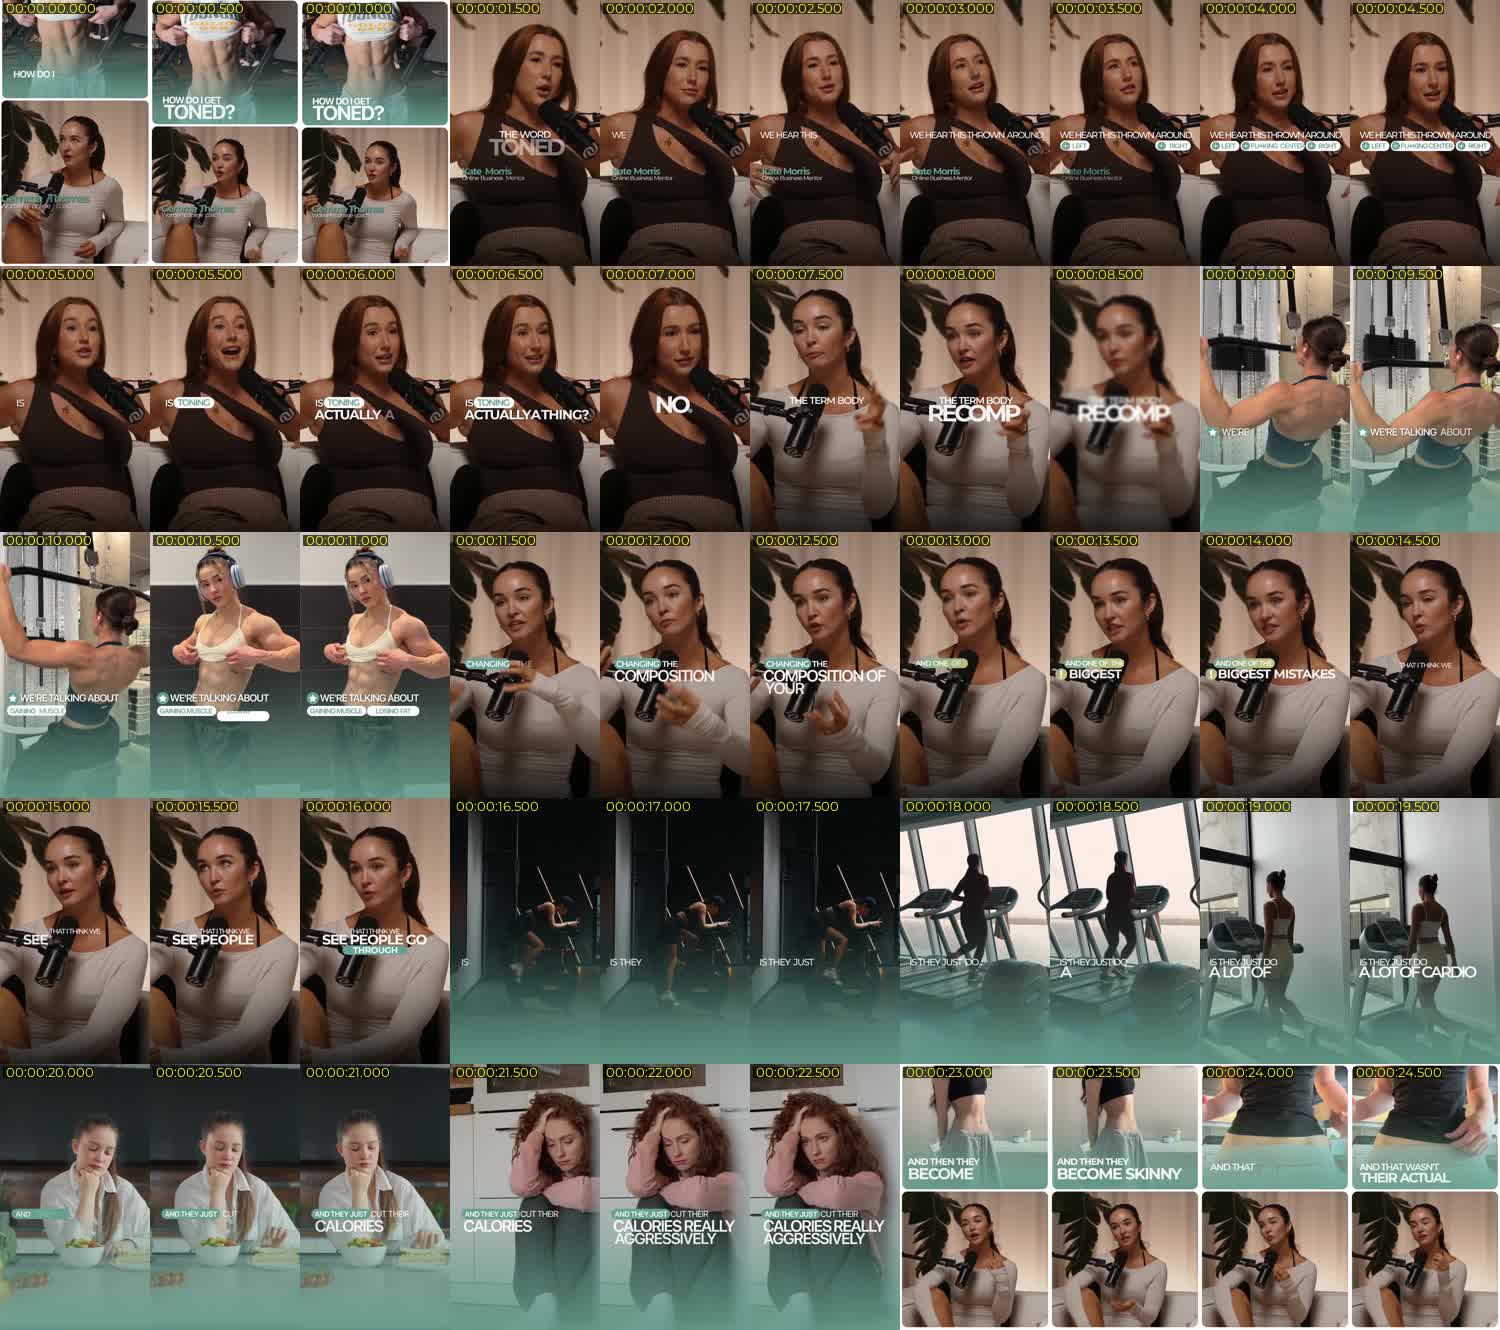 00:00:00.500
00:00:01.000
00:00:01.500
00:00:02.000
00:00:02.500
00:00:03.000
00:00:03.500
00:00:04.000
00:00:04.500
HOW DO I
HOW DO I GET
TONED?
HOW DO I GET
TONED?
Gemma Thomas
Gemma Thomas
Gemma Thomas
THE WORD
TONED
Kate Morris
Online Business Mentor
WE
Kate Morris
Online Business Mentor
WE HEAR THIS
Kate Morris
Online Business Mentor
WE HEAR THIS THROWN AROUND
Kate Morris
Online Business Mentor
WE HEAR THIS THROWN AROUND
LEFT
RIGHT
Kate Morris
Online Business Mentor
WE HEAR THIS THROWN AROUND
LEFT
FU*KING CENTER
RIGHT
WE HEAR THIS THROWN AROUND
LEFT
FU*KING CENTER
RIGHT
00:00:05.000
00:00:05.500
00:00:06.000
00:00:06.500
00:00:07.000
00:00:07.500
00:00:08.000
00:00:08.500
00:00:09.000
00:00:09.500
IS
IS TONING
IS TONING
ACTUALLY A
IS TONING
ACTUALLY A THING?
NO.
THE TERM BODY
THE TERM BODY
RECOMP
THE TERM BODY
RECOMP
WE'RE
WE'RE TALKING ABOUT
00:00:10.000
00:00:10.500
00:00:11.000
00:00:11.500
00:00:12.000
00:00:12.500
00:00:13.000
00:00:13.500
00:00:14.000
00:00:14.500
WE'RE TALKING ABOUT
GAINING MUSCLE
WE'RE TALKING ABOUT
GAINING MUSCLE
WE'RE TALKING ABOUT
GAINING MUSCLE
LOSING FAT
CHANGING THE
CHANGING THE
COMPOSITION
CHANGING THE
COMPOSITION OF
YOUR
AND ONE OF
AND ONE OF THE
! BIGGEST
AND ONE OF THE
! BIGGEST MISTAKES
THAT I THINK WE
00:00:15.000
00:00:15.500
00:00:16.000
00:00:16.500
00:00:17.000
00:00:17.500
00:00:18.000
00:00:18.500
00:00:19.000
00:00:19.500
THAT I THINK WE
SEE
THAT I THINK WE
SEE PEOPLE
THAT I THINK WE
SEE PEOPLE GO
THROUGH
IS
IS THEY
IS THEY JUST
IS THEY JUST DO
IS THEY JUST DO
A
IS THEY JUST DO
A LOT OF
IS THEY JUST DO
A LOT OF CARDIO
00:00:20.000
00:00:20.500
00:00:21.000
00:00:21.500
00:00:22.000
00:00:22.500
00:00:23.000
00:00:23.500
00:00:24.000
00:00:24.500
AND
AND THEY JUST CUT
AND THEY JUST CUT THEIR
CALORIES
AND THEY JUST CUT THEIR
CALORIES
AND THEY JUST CUT THEIR
CALORIES REALLY
AGGRESSIVELY
AND THEY JUST CUT THEIR
CALORIES REALLY
AGGRESSIVELY
AND THEN THEY
BECOME
AND THEN THEY
BECOME SKINNY
AND THAT
AND THAT WASN'T
THEIR ACTUAL